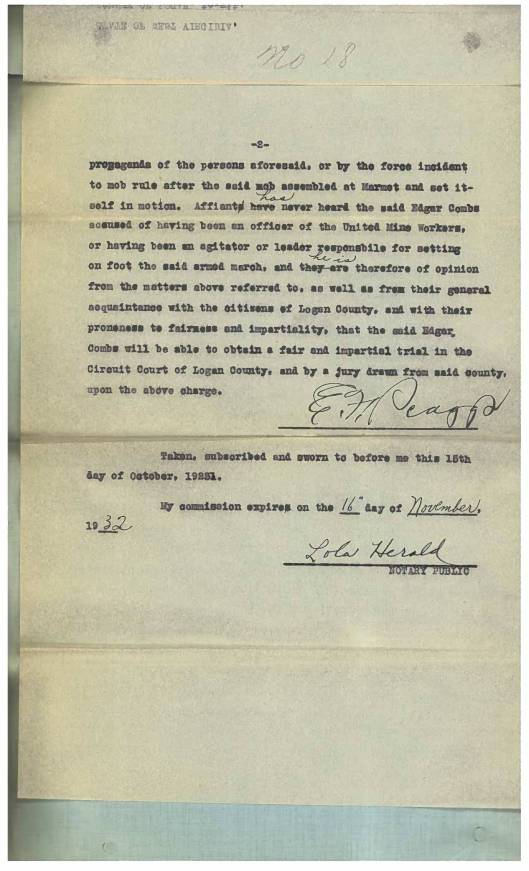 STATE OF WEST VIRGINIA,
No 18
-2-
propaganda of the persons aforesaid, or by the force incident
to mob rule after the said mob assembled at Marmet and set it-
has
self in motion. Affiants have never heard the said Edgar Combs
accused of having been an officer of the United Mine Workers,
or having been an agitator or leader responsbile for setting
he is
on foot the said armed march, and they are therefore of opinion
from the matters above referred to, as well as from their general
acquaintance with the citizens of Logan County, and with their
proneness to fairness and impartiality, that the said Edgar
Combs will be able to obtain a fair and impartial trial in the
Circuit Court of Logan County, and by a jury drawn from said county,
upon the above charge.
E. F.
Taken, subscribed and sworn to before me this 15th
day of October, 19231.
My commission expires on the 16" day of November,
1932
Lola Herald
NOTARY PUBLIC